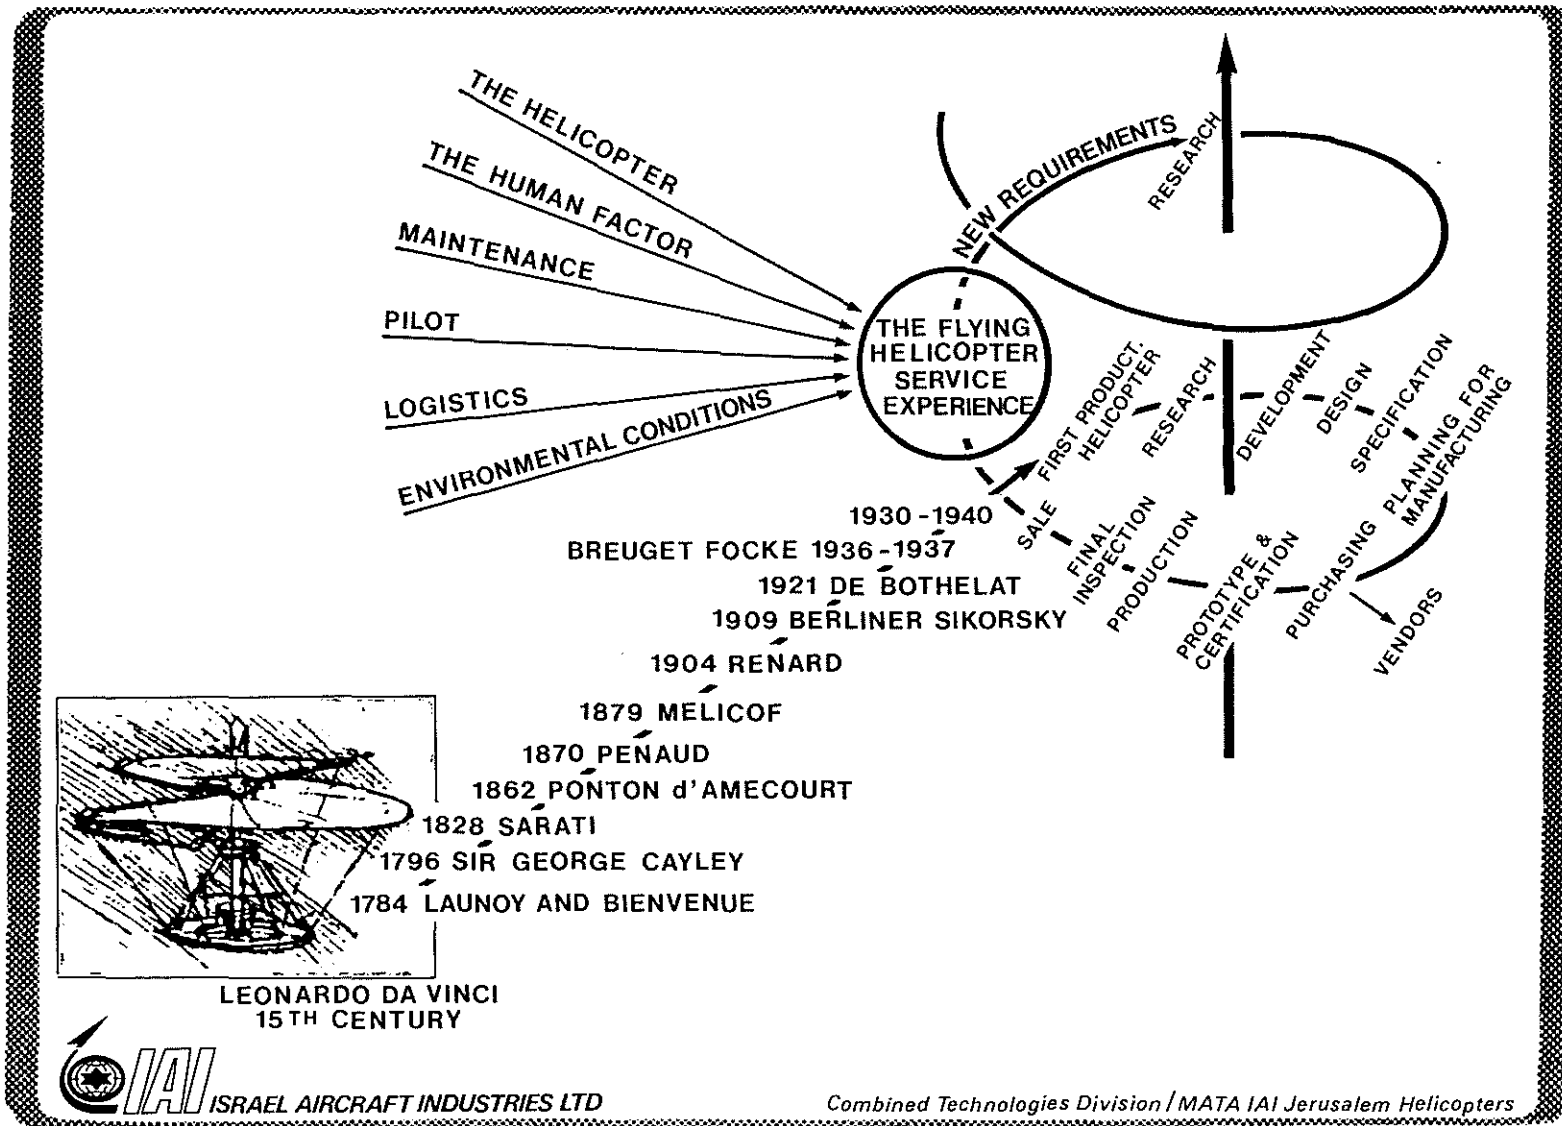 THE HELICOPTER
THE HUMAN FACTOR
MAINTENANCE
PILOT
LOGISTICS
ENVIRONMENTAL CONDITIONS
THE FLYING
HELICOPTER
SERVICE
EXPERIENCE
NEW REQUIREMENTS
RESEARCH
FIRST PRODUCT.
HELICOPTER
RESEARCH
DEVELOPMENT
DESIGN
SPECIFICATION
PLANNING FOR
MANUFACTURING
PURCHASING
VENDORS
PROTOTYPE &
CERTIFICATION
PRODUCTION
FINAL
INSPECTION
SALE
1930-1940
BREUGET FOCKE 1936-1937
1921 DE BOTHELAT
1909 BERLINER SIKORSKY
1904 RENARD
1879 MELICOF
1870 PENAUD
1862 PONTON d'AMECOURT
1828 SARATI
1796 SIR GEORGE CAYLEY
1784 LAUNOY AND BIENVENUE
LEONARDO DA VINCI
15TH CENTURY
IAI ISRAEL AIRCRAFT INDUSTRIES LTD
Combined Technologies Division/MATA IAI Jerusalem Helicopters